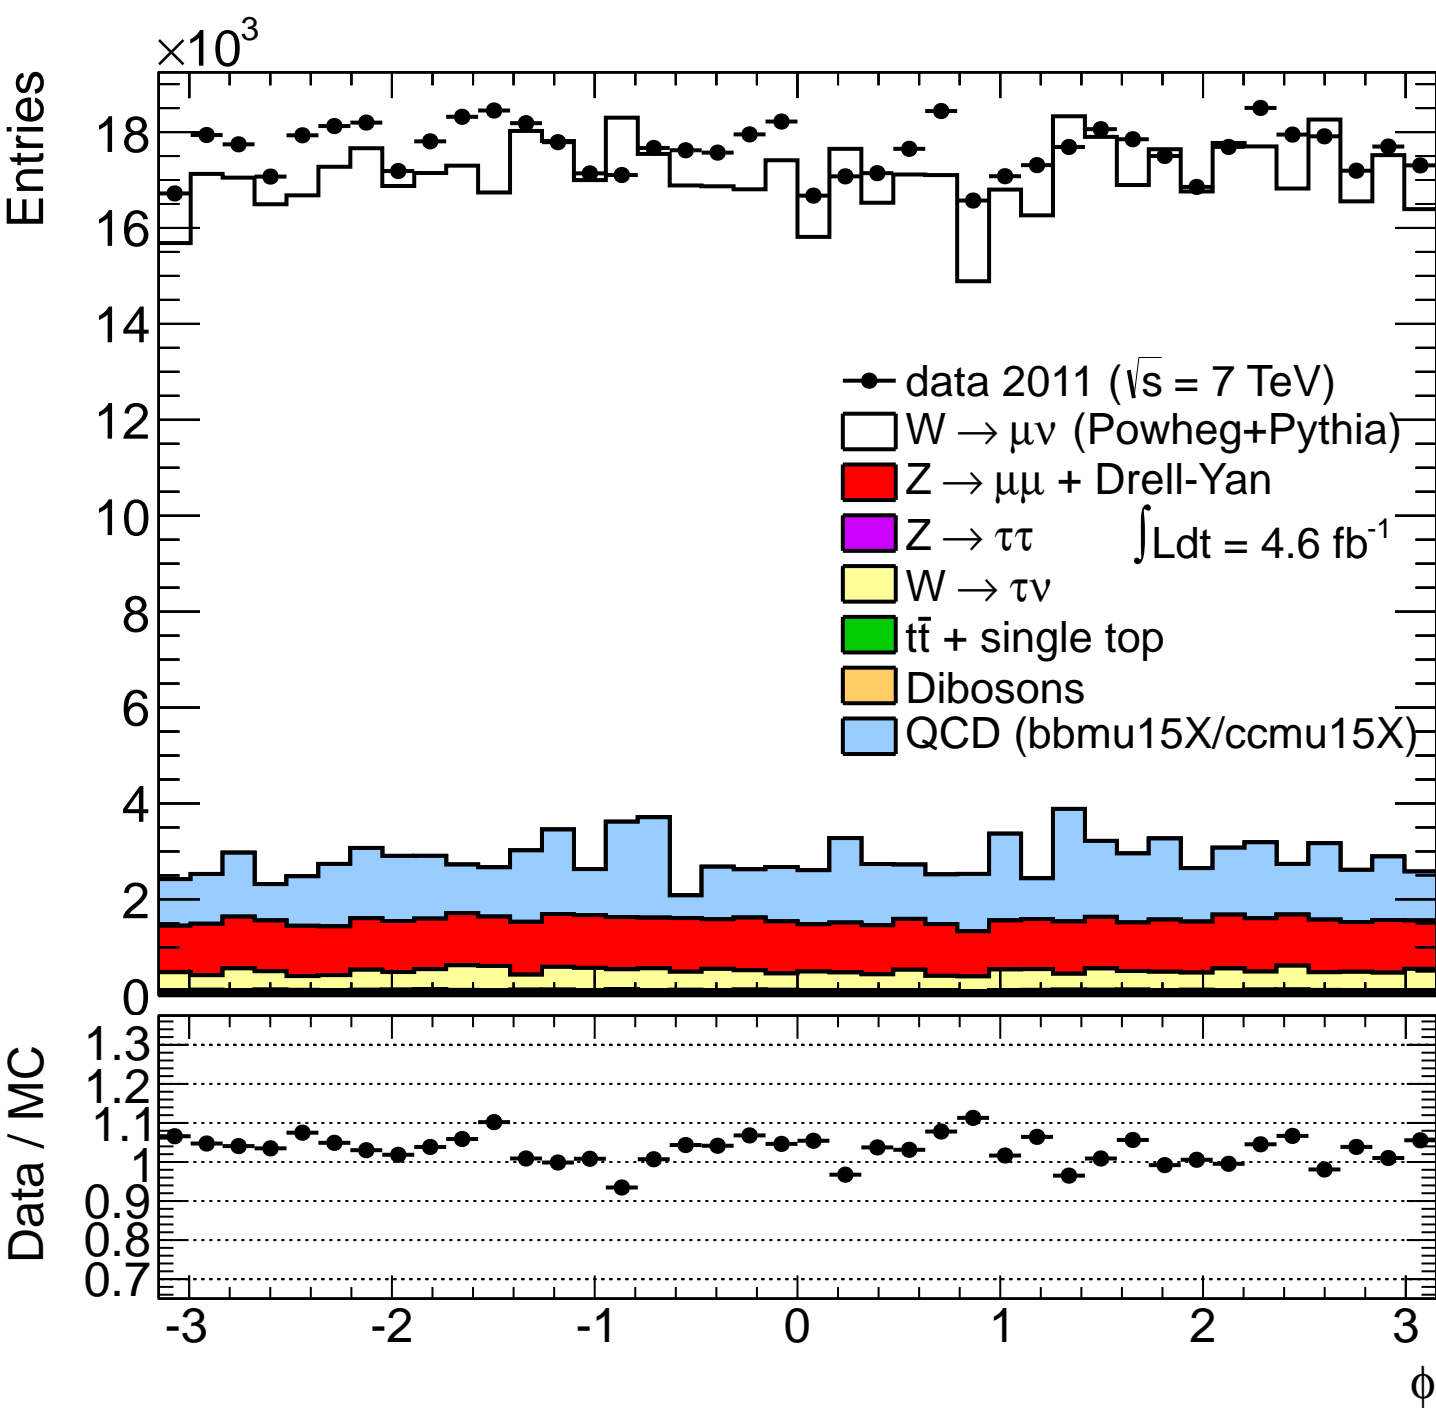 ×10³
Entries
18
16
14
12
10
8
6
4
2
0
data 2011 (√s = 7 TeV)
W → μν (Powheg+Pythia)
Z → μμ + Drell-Yan
Z → ττ
∫Ldt = 4.6 fb⁻¹
W → τν
tt̄ + single top
Dibosons
QCD (bbmu15X/ccmu15X)
Data / MC
1.3
1.2
1.1
1
0.9
0.8
0.7
-3 -2 -1 0 1 2 3
ϕ